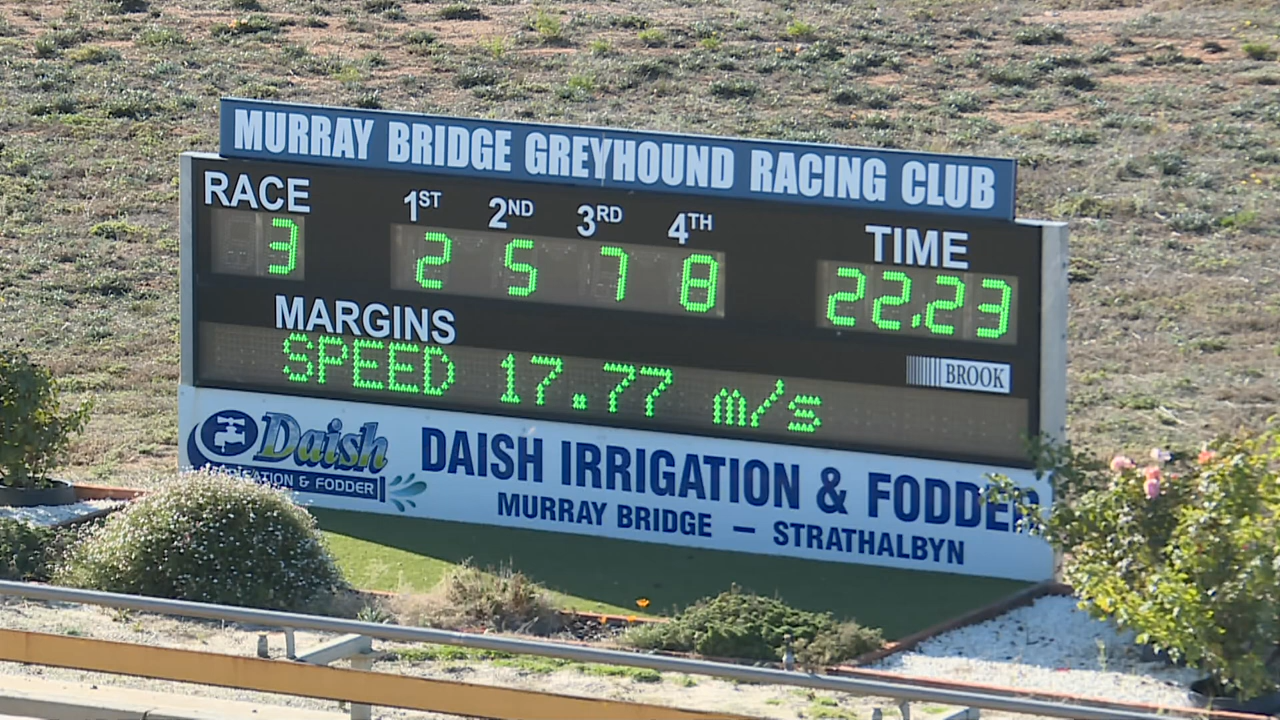 MURRAY BRIDGE GREYHOUND RACING CLUB
RACE 1ST 2ND 3RD 4TH TIME
3 2 5 7 8 22.23
MARGINS
SPEED 17.77 m/s
BROOK
Daish
& FODDER
DAISH IRRIGATION & FODDER
MURRAY BRIDGE – STRATHALBYN